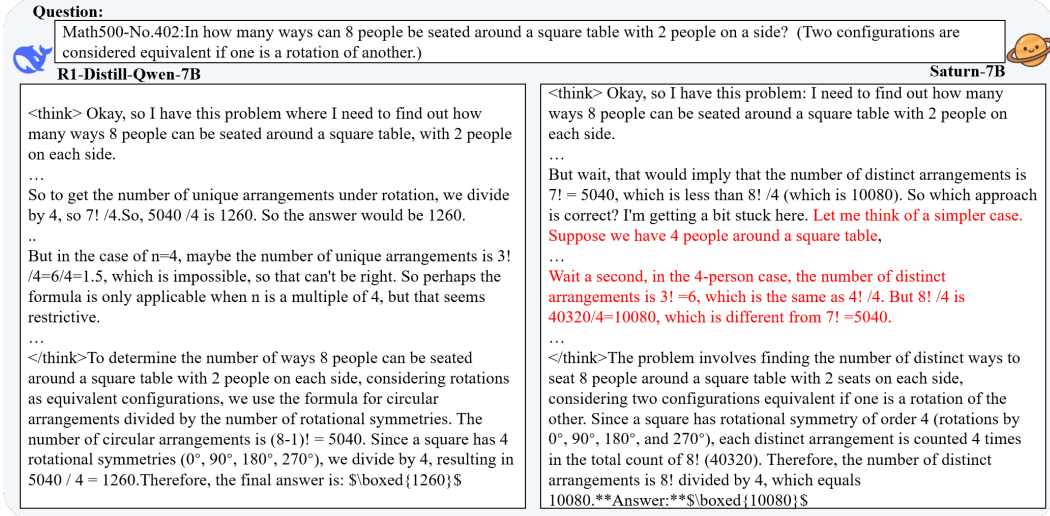 Question:
Math500-No.402:In how many ways can 8 people be seated around a square table with 2 people on a side?  (Two configurations are
considered equivalent if one is a rotation of another.)
R1-Distill-Qwen-7B
<think> Okay, so I have this problem where I need to find out how
many ways 8 people can be seated around a square table, with 2 people
on each side.
…
So to get the number of unique arrangements under rotation, we divide
by 4, so 7! /4.So, 5040 /4 is 1260. So the answer would be 1260.
..
But in the case of n=4, maybe the number of unique arrangements is 3!
/4=6/4=1.5, which is impossible, so that can't be right. So perhaps the
formula is only applicable when n is a multiple of 4, but that seems
restrictive.
…
</think>To determine the number of ways 8 people can be seated
around a square table with 2 people on each side, considering rotations
as equivalent configurations, we use the formula for circular
arrangements divided by the number of rotational symmetries. The
number of circular arrangements is (8-1)! = 5040. Since a square has 4
rotational symmetries (0°, 90°, 180°, 270°), we divide by 4, resulting in
5040 / 4 = 1260.Therefore, the final answer is: $\boxed{1260}$
Saturn-7B
<think> Okay, so I have this problem: I need to find out how many
ways 8 people can be seated around a square table with 2 people on
each side.
…
But wait, that would imply that the number of distinct arrangements is
7! = 5040, which is less than 8! /4 (which is 10080). So which approach
is correct? I'm getting a bit stuck here. Let me think of a simpler case.
Suppose we have 4 people around a square table,
…
Wait a second, in the 4-person case, the number of distinct
arrangements is 3! =6, which is the same as 4! /4. But 8! /4 is
40320/4=10080, which is different from 7! =5040.
…
</think>The problem involves finding the number of distinct ways to
seat 8 people around a square table with 2 seats on each side,
considering two configurations equivalent if one is a rotation of the
other. Since a square has rotational symmetry of order 4 (rotations by
0°, 90°, 180°, and 270°), each distinct arrangement is counted 4 times
in the total count of 8! (40320). Therefore, the number of distinct
arrangements is 8! divided by 4, which equals
10080.**Answer:**$\boxed{10080}$